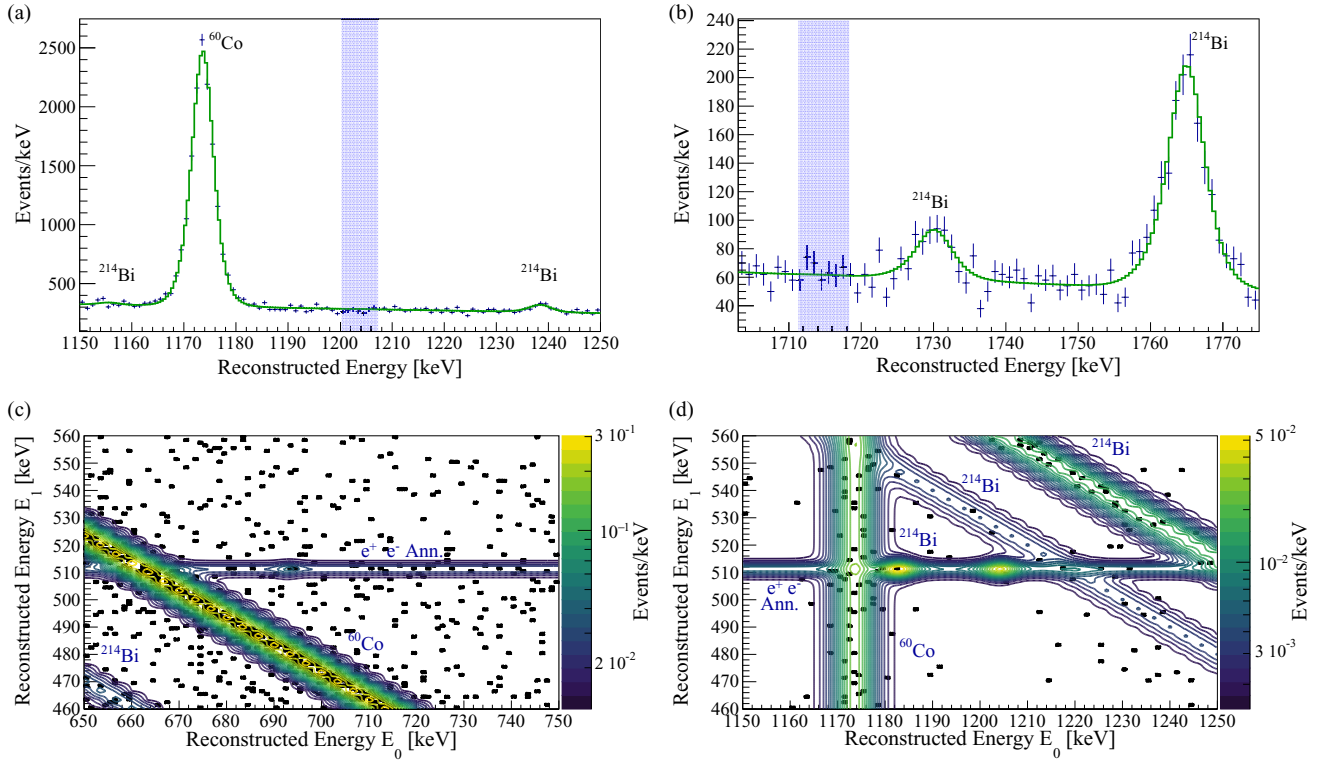 (a)
Events/keV
2500
2000
1500
1000
500
⁶⁰Co
²¹⁴Bi
²¹⁴Bi
1150 1160 1170 1180 1190 1200 1210 1220 1230 1240 1250
Reconstructed Energy [keV]
(b)
Events/keV
240
220
200
180
160
140
120
100
80
60
40
²¹⁴Bi
²¹⁴Bi
1710 1720 1730 1740 1750 1760 1770
Reconstructed Energy [keV]
(c)
Reconstructed Energy E₁ [keV]
560
550
540
530
520
510
500
490
480
470
460
e⁺ e⁻ Ann.
²¹⁴Bi
⁶⁰Co
650 660 670 680 690 700 710 720 730 740 750
Reconstructed Energy E₀ [keV]
3 10⁻¹
10⁻¹
2 10⁻²
Events/keV
(d)
Reconstructed Energy E₁ [keV]
560
550
540
530
520
510
500
490
480
470
460
²¹⁴Bi
²¹⁴Bi
²¹⁴Bi
e⁺ e⁻
Ann.
⁶⁰Co
1150 1160 1170 1180 1190 1200 1210 1220 1230 1240 1250
Reconstructed Energy E₀ [keV]
5 10⁻²
10⁻²
3 10⁻³
Events/keV